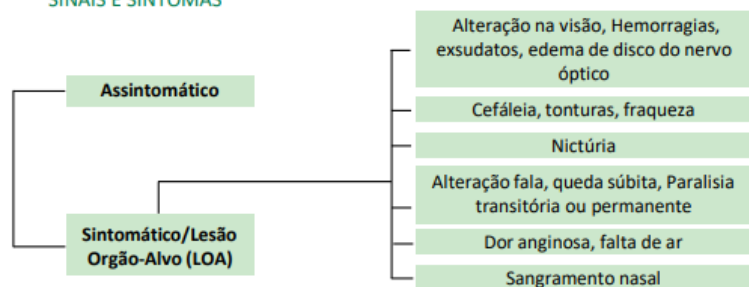 SINAIS E SINTOMAS
Alteração na visão, Hemorragias,
exsudatos, edema de disco do nervo
óptico
Assintomático
Cefáleia, tonturas, fraqueza
Nictúria
Alteração fala, queda súbita, Paralisia
transitória ou permanente
Sintomático/Lesão
Orgão-Alvo (LOA)
Dor anginosa, falta de ar
Sangramento nasal